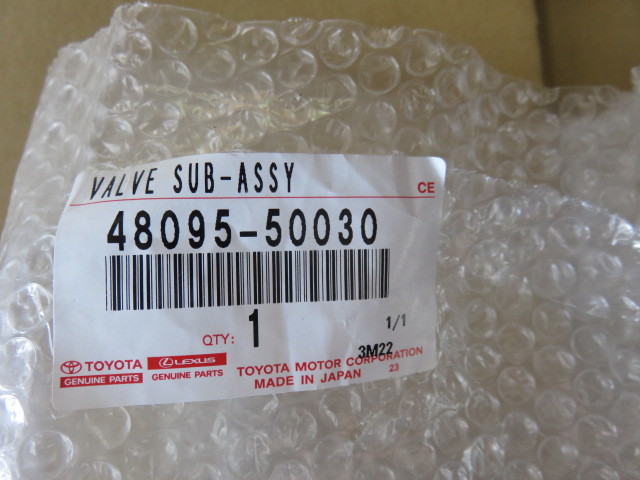 VALVE SUB-ASSY
CE
48095-50030
QTY: 1 1/1
3M22
TOYOTA LEXUS TOYOTA MOTOR CORPORATION
GENUINE PARTS GENUINE PARTS MADE IN JAPAN 23